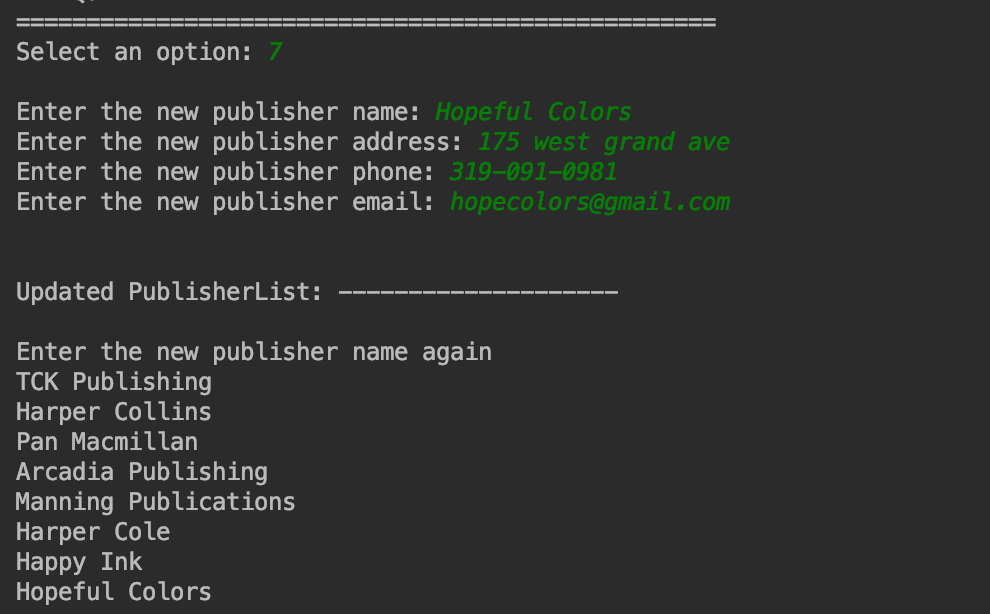 ==================================================
Select an option: 7
Enter the new publisher name: Hopeful Colors
Enter the new publisher address: 175 west grand ave
Enter the new publisher phone: 319-091-0981
Enter the new publisher email: hopecolors@gmail.com
Updated PublisherList: --------------------
Enter the new publisher name again
TCK Publishing
Harper Collins
Pan Macmillan
Arcadia Publishing
Manning Publications
Harper Cole
Happy Ink
Hopeful Colors